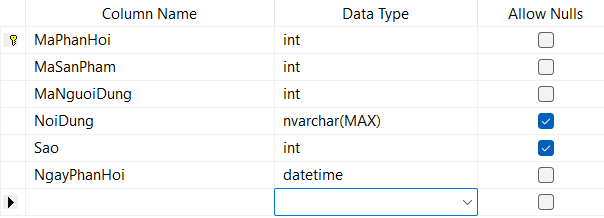 Column Name Data Type Allow Nulls
MaPhanHoi int
MaSanPham int
MaNguoiDung int
NoiDung nvarchar(MAX)
Sao int
NgayPhanHoi datetime